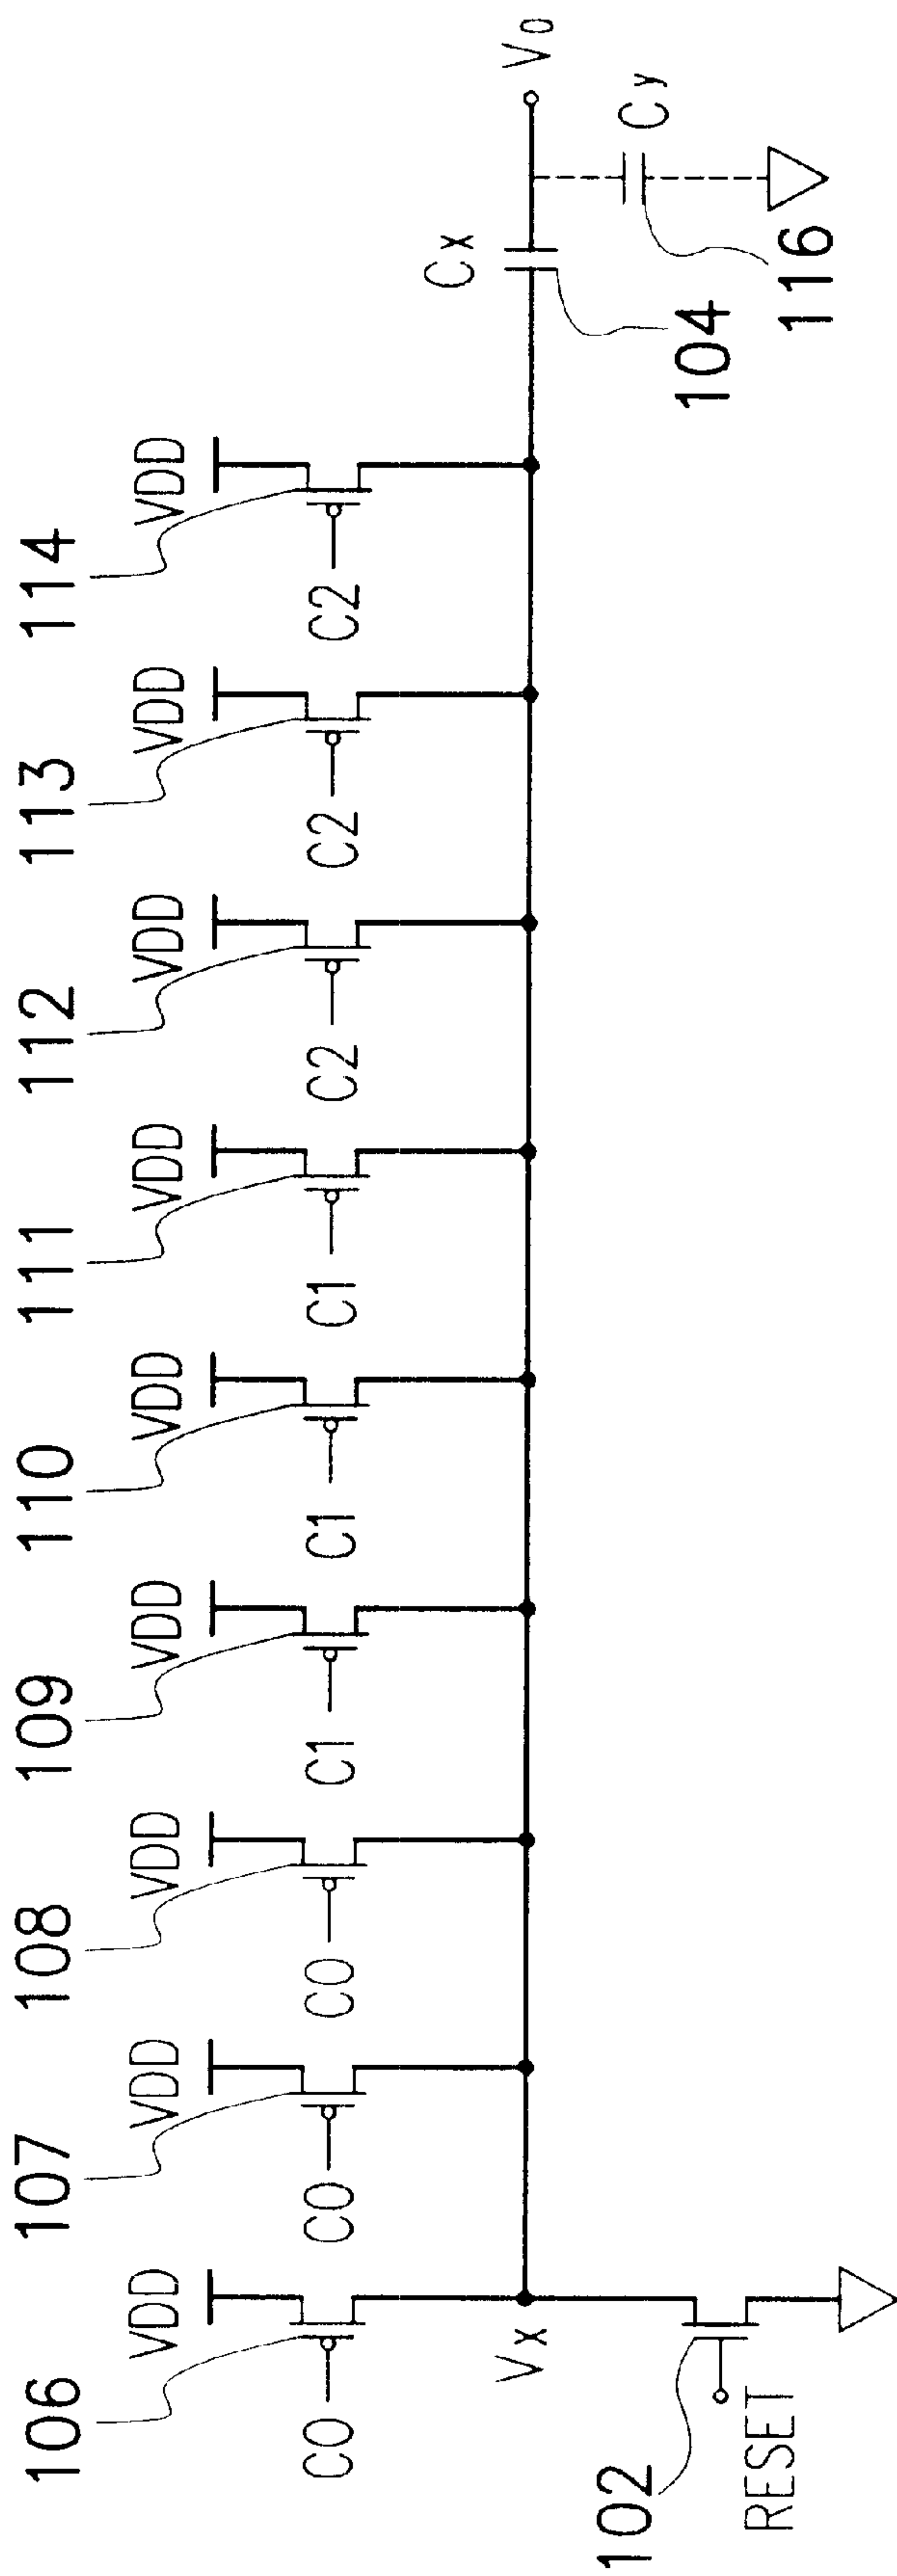 106 107 108 109 110 111 112 113 114
VDD VDD VDD VDD VDD VDD VDD VDD VDD
C0 C0 C0 C1 C1 C1 C2 C2 C2
Vx Cx Vo
102 104 Cy
RESET 116